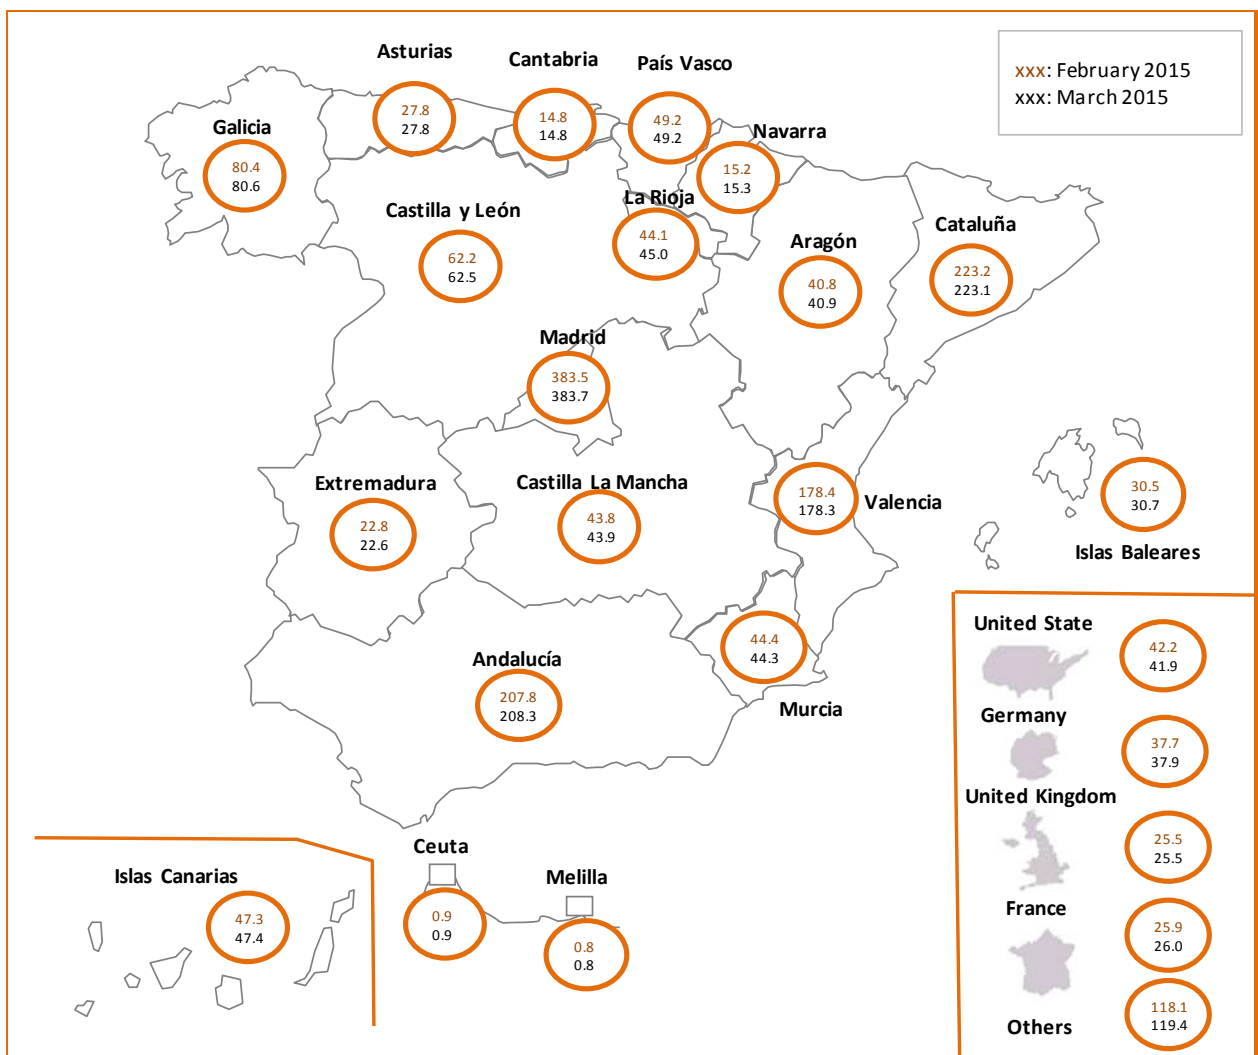 xxx: February 2015
xxx: March 2015
Asturias
27.8
27.8
Cantabria
14.8
14.8
País Vasco
49.2
49.2
Navarra
15.2
15.3
Galicia
80.4
80.6
Castilla y León
62.2
62.5
La Rioja
44.1
45.0
Aragón
40.8
40.9
Cataluña
223.2
223.1
Madrid
383.5
383.7
Extremadura
22.8
22.6
Castilla La Mancha
43.8
43.9
178.4
178.3
Valencia
30.5
30.7
Islas Baleares
Andalucía
207.8
208.3
44.4
44.3
Murcia
United State
42.2
41.9
Germany
37.7
37.9
United Kingdom
25.5
25.5
France
25.9
26.0
Others
118.1
119.4
Islas Canarias
47.3
47.4
Ceuta
0.9
0.9
Melilla
0.8
0.8